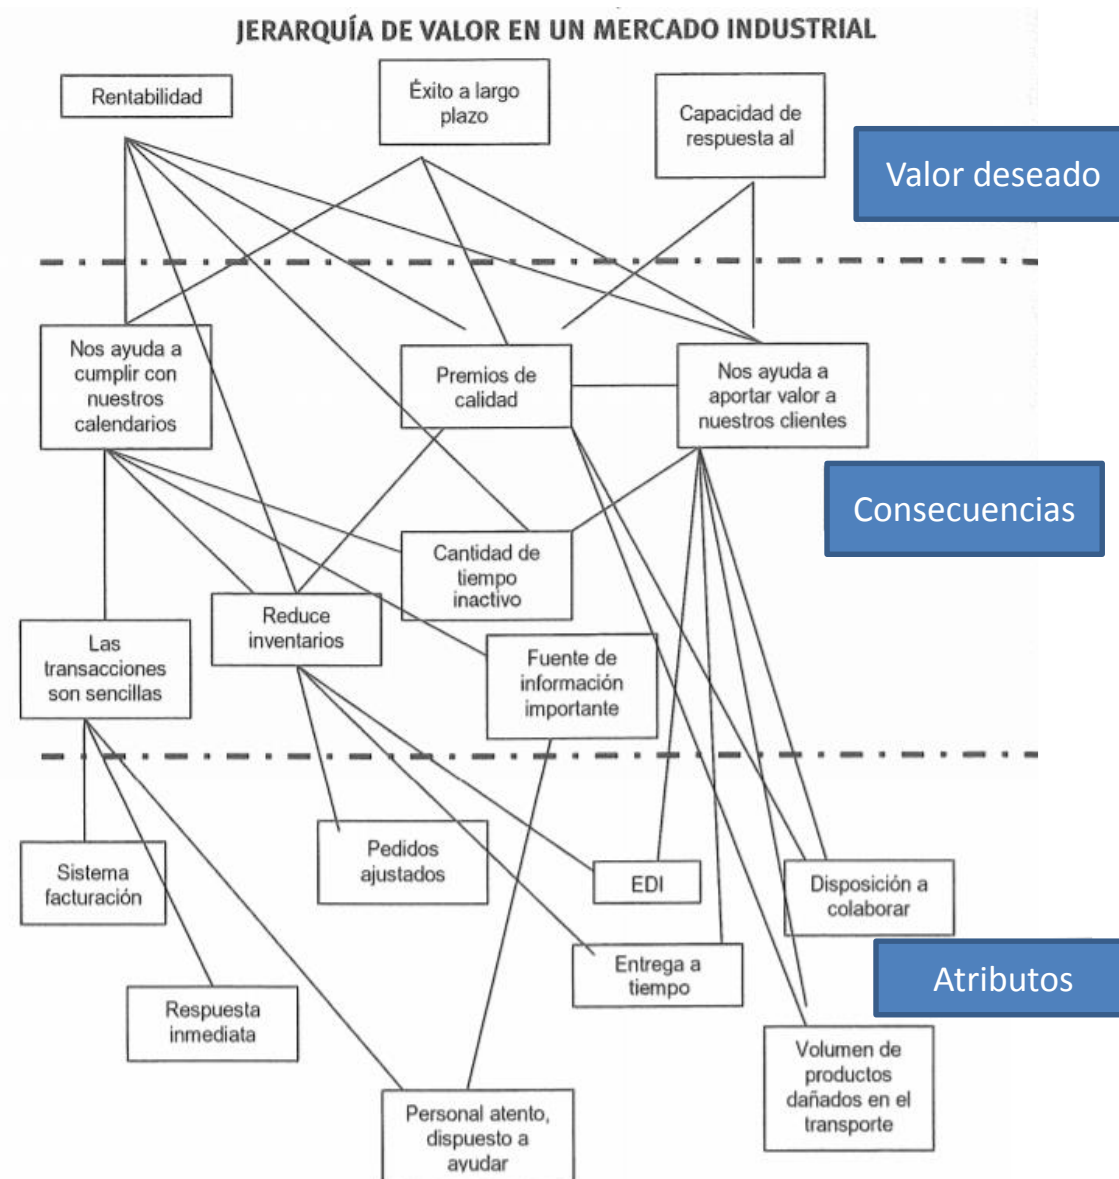 JERARQUÍA DE VALOR EN UN MERCADO INDUSTRIAL
Rentabilidad
Éxito a largo
plazo
Capacidad de
respuesta al
Valor deseado
Nos ayuda a
cumplir con
nuestros
calendarios
Premios de
calidad
Nos ayuda a
aportar valor a
nuestros clientes
Consecuencias
Cantidad de
tiempo
inactivo
Reduce
inventarios
Las
transacciones
son sencillas
Fuente de
información
importante
Pedidos
ajustados
Sistema
facturación
EDI
Disposición a
colaborar
Entrega a
tiempo
Atributos
Respuesta
inmediata
Volumen de
productos
dañados en el
transporte
Personal atento,
dispuesto a
ayudar